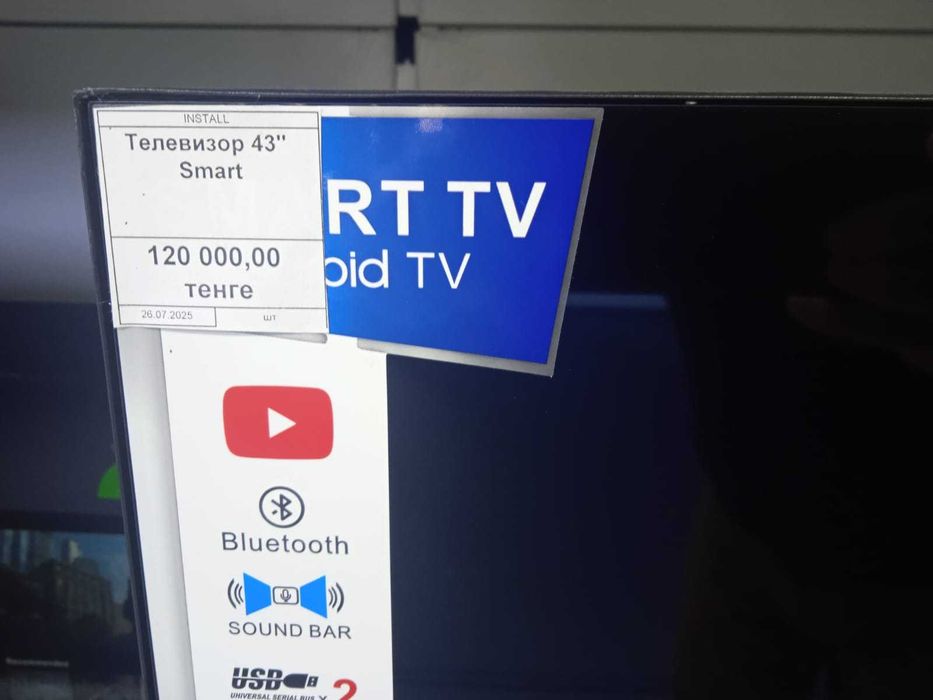 INSTALL
Телевизор 43"
Smart
120 000,00
тенге
26.07.2025 шт
RT TV
oid TV
Bluetooth
SOUND BAR
USB
UNIVERSAL SERIAL BUS X 2
Recommended